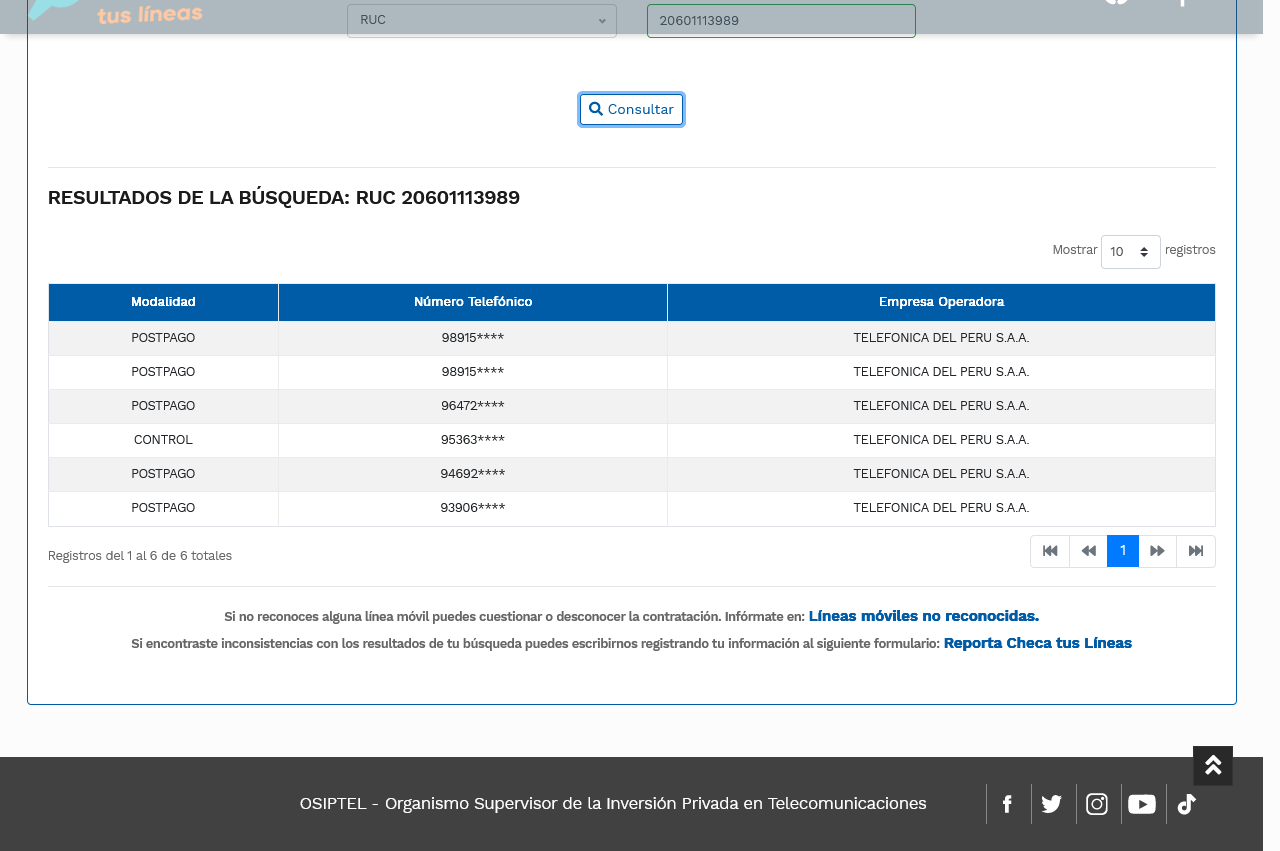 tus líneas
RUC 20601113989
Consultar
RESULTADOS DE LA BÚSQUEDA: RUC 20601113989
Mostrar 10 registros
Modalidad Número Telefónico Empresa Operadora
POSTPAGO 98915**** TELEFONICA DEL PERU S.A.A.
POSTPAGO 98915**** TELEFONICA DEL PERU S.A.A.
POSTPAGO 96472**** TELEFONICA DEL PERU S.A.A.
CONTROL 95363**** TELEFONICA DEL PERU S.A.A.
POSTPAGO 94692**** TELEFONICA DEL PERU S.A.A.
POSTPAGO 93906**** TELEFONICA DEL PERU S.A.A.
Registros del 1 al 6 de 6 totales 1
Si no reconoces alguna línea móvil puedes cuestionar o desconocer la contratación. Infórmate en: Líneas móviles no reconocidas.
Si encontraste inconsistencias con los resultados de tu búsqueda puedes escribirnos registrando tu información al siguiente formulario: Reporta Checa tus Líneas
OSIPTEL - Organismo Supervisor de la Inversión Privada en Telecomunicaciones